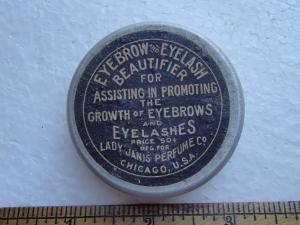 EYEBROW AND EYELASH
BEAUTIFIER
FOR
ASSISTING IN PROMOTING
THE
GROWTH OF EYEBROWS
AND
EYELASHES
PRICE 50¢
MFG. FOR
LADY JANIS PERFUME CO
CHICAGO, U.S.A.